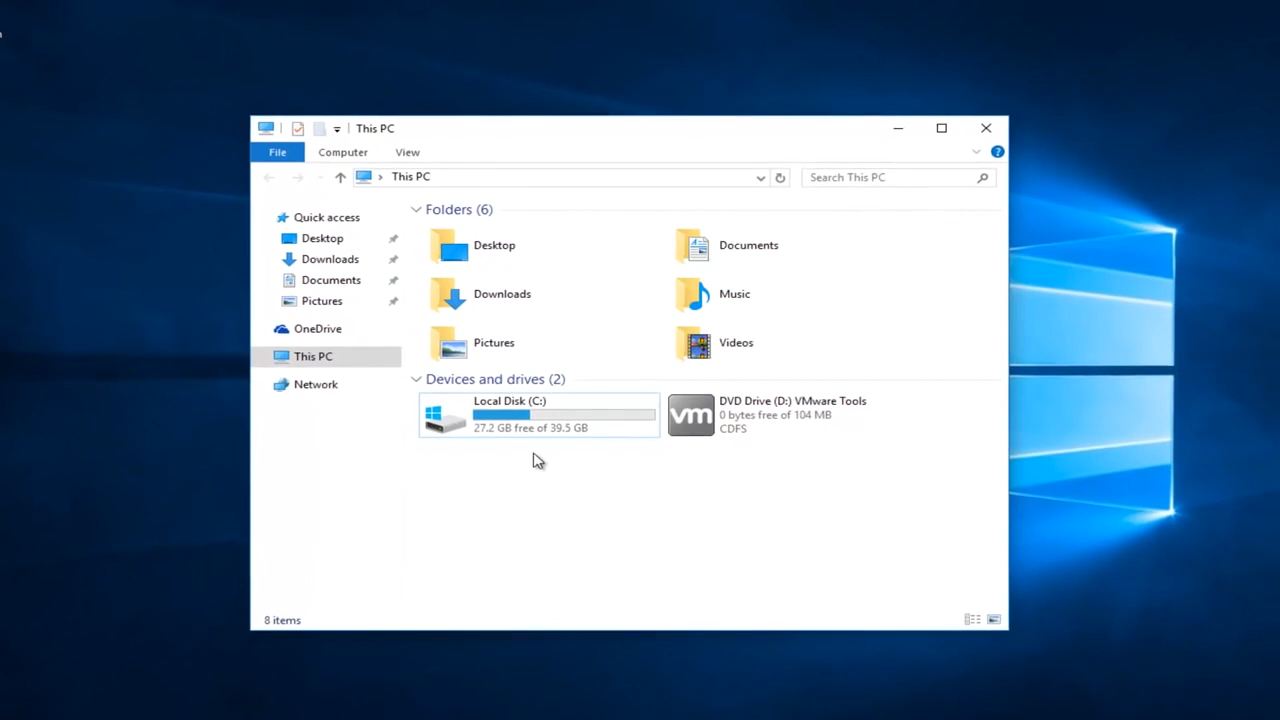 This PC
File Computer View
This PC
Search This PC
Quick access
Desktop
Downloads
Documents
Pictures
OneDrive
This PC
Network
Folders (6)
Desktop
Documents
Downloads
Music
Pictures
Videos
Devices and drives (2)
Local Disk (C:)
27.2 GB free of 39.5 GB
vm
DVD Drive (D:) VMware Tools
0 bytes free of 104 MB
CDFS
8 items